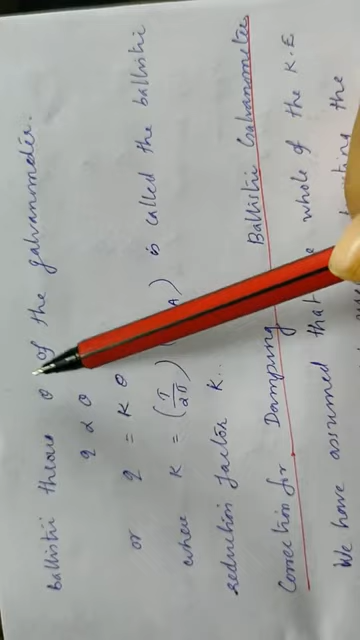 ballistic throw θ of the galvanometer.
q α θ
or q = K θ
where K = (T/2π) ( A) is called the ballistic
reduction factor K..
Correction for Damping Ballistic Galvanometer
We have assumed that whole of the K.E
the